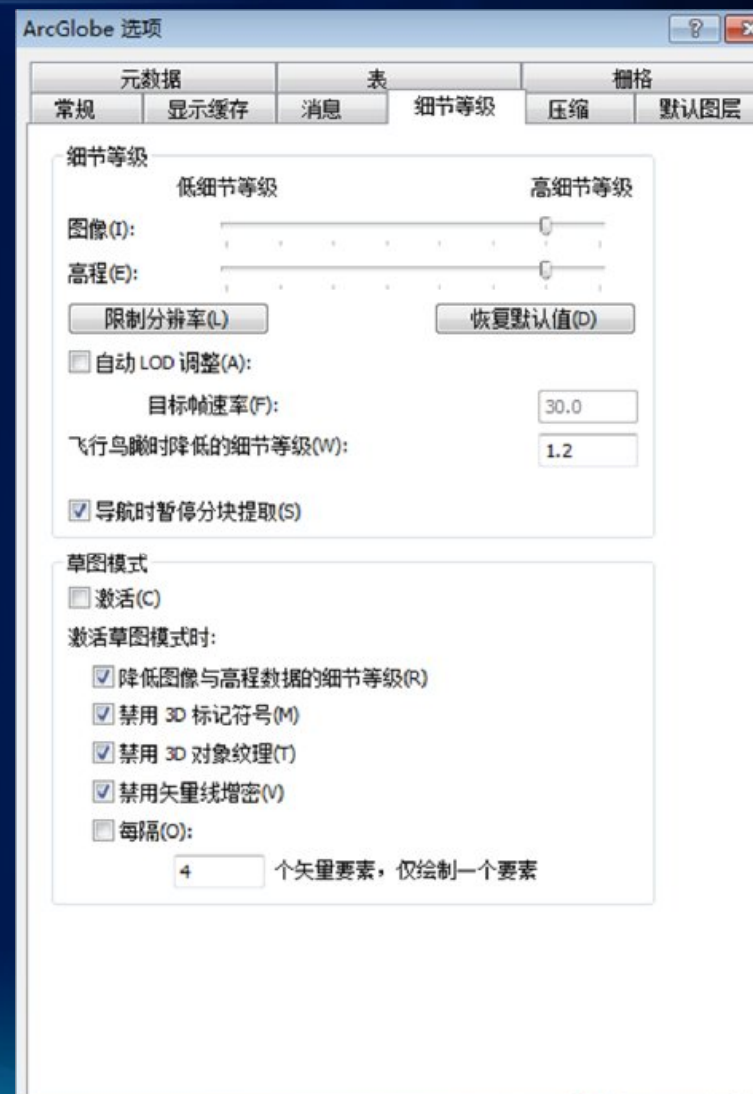 ArcGlobe 选项
元数据 表 栅格
常规 显示缓存 消息 细节等级 压缩 默认图层
细节等级
低细节等级 高细节等级
图像(I):
高程(E):
限制分辨率(L) 恢复默认值(D)
自动 LOD 调整(A):
目标帧速率(F): 30.0
飞行鸟瞰时降低的细节等级(W): 1.2
导航时暂停分块提取(S)
草图模式
激活(C)
激活草图模式时:
降低图像与高程数据的细节等级(R)
禁用 3D 标记符号(M)
禁用 3D 对象纹理(T)
禁用矢量线增密(V)
每隔(O):
4 个矢量要素，仅绘制一个要素